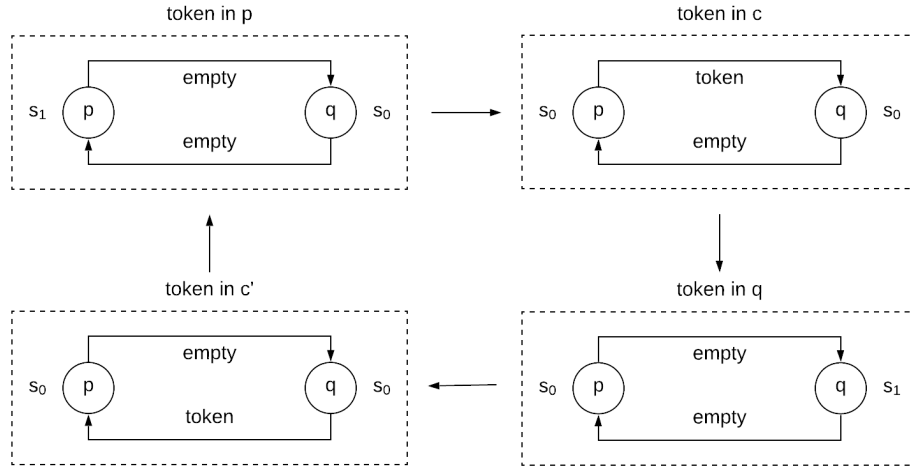 token in p
token in c
empty
token
s₁ p q s₀
s₀ p q s₀
empty
empty
token in c'
token in q
empty
empty
s₀ p q s₀
s₀ p q s₁
token
empty